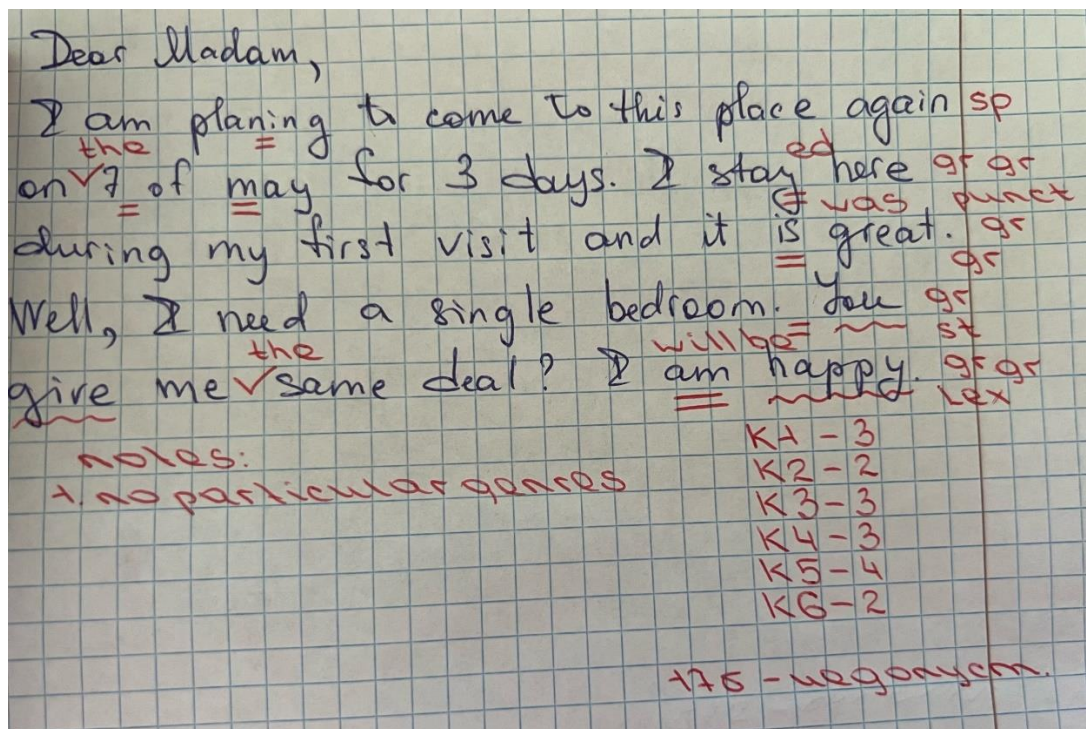 Dear Madam,
I am planing to come to this place again sp
the ed
on √ 7 of may for 3 days. I stay here gr gr
was punct
during my first visit and it is great. gr
gr
Well, I need a single bedroom. You gr
the will be st
give me √ same deal? I am happy. gr gr
Lex
notes:
1. no particular genres
K1 - 3
K2 - 2
K3 - 3
K4 - 3
K5 - 4
K6 - 2
17б - недопуст.